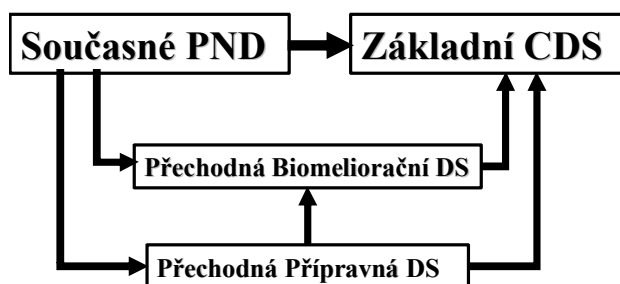 Současné PND
Základní CDS
Přechodná Biomeliorační DS
Přechodná Přípravná DS